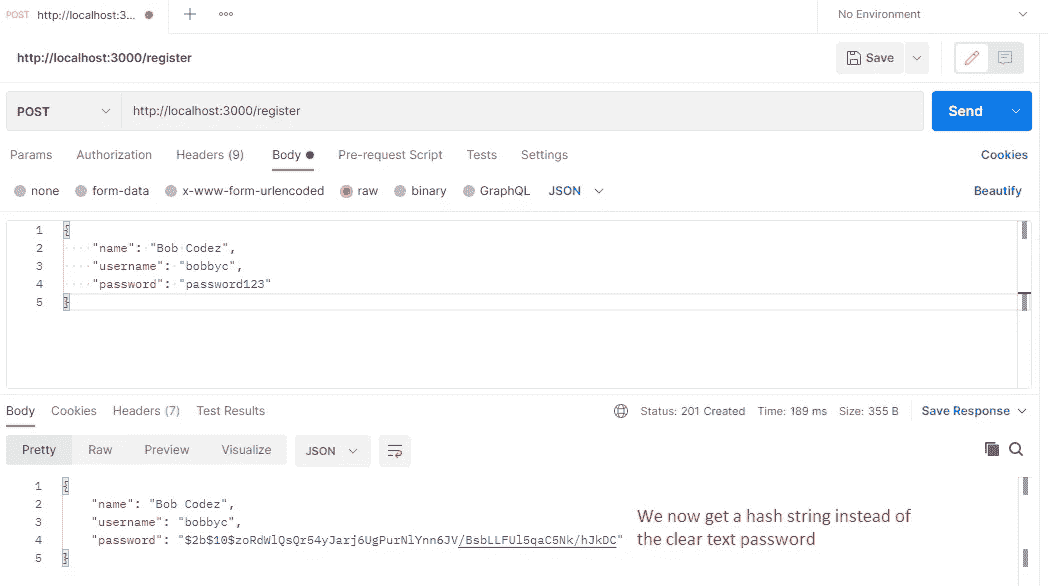 POST http://localhost:3...
No Environment
http://localhost:3000/register
Save
POST http://localhost:3000/register
Send
Params Authorization Headers (9) Body Pre-request Script Tests Settings Cookies
none form-data x-www-form-urlencoded raw binary GraphQL JSON Beautify
1 {
2 "name": "Bob Codez",
3 "username": "bobbyc",
4 "password": "password123"
5 }
Body Cookies Headers (7) Test Results Status: 201 Created Time: 189 ms Size: 355 B Save Response
Pretty Raw Preview Visualize JSON
1 {
2 "name": "Bob Codez",
3 "username": "bobbyc",
4 "password": "$2b$10$zoRdWlQsQr54yJarj6UgPurNlYnn6JV/BsbLLFUl5qaC5Nk/hJkDC"
5 }
We now get a hash string instead of
the clear text password